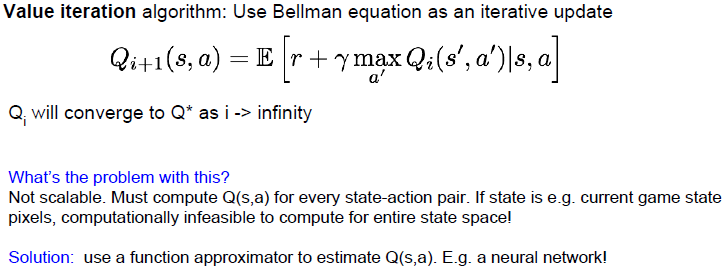 Value iteration algorithm: Use Bellman equation as an iterative update
Q_{i+1}(s, a) = 𝔼 [r + γ max_{a'} Q_i(s', a')|s, a]
Q_i will converge to Q* as i -> infinity
What's the problem with this?
Not scalable. Must compute Q(s,a) for every state-action pair. If state is e.g. current game state
pixels, computationally infeasible to compute for entire state space!
Solution: use a function approximator to estimate Q(s,a). E.g. a neural network!